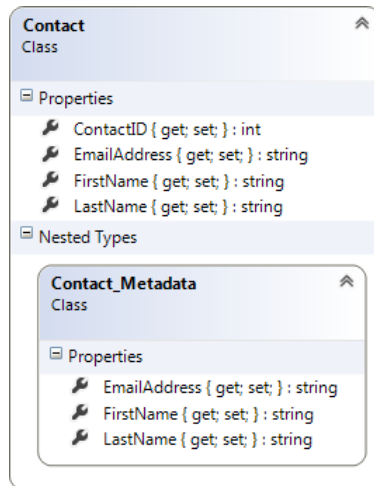 Contact
Class
Properties
ContactID { get; set; } : int
EmailAddress { get; set; } : string
FirstName { get; set; } : string
LastName { get; set; } : string
Nested Types
Contact_Metadata
Class
Properties
EmailAddress { get; set; } : string
FirstName { get; set; } : string
LastName { get; set; } : string